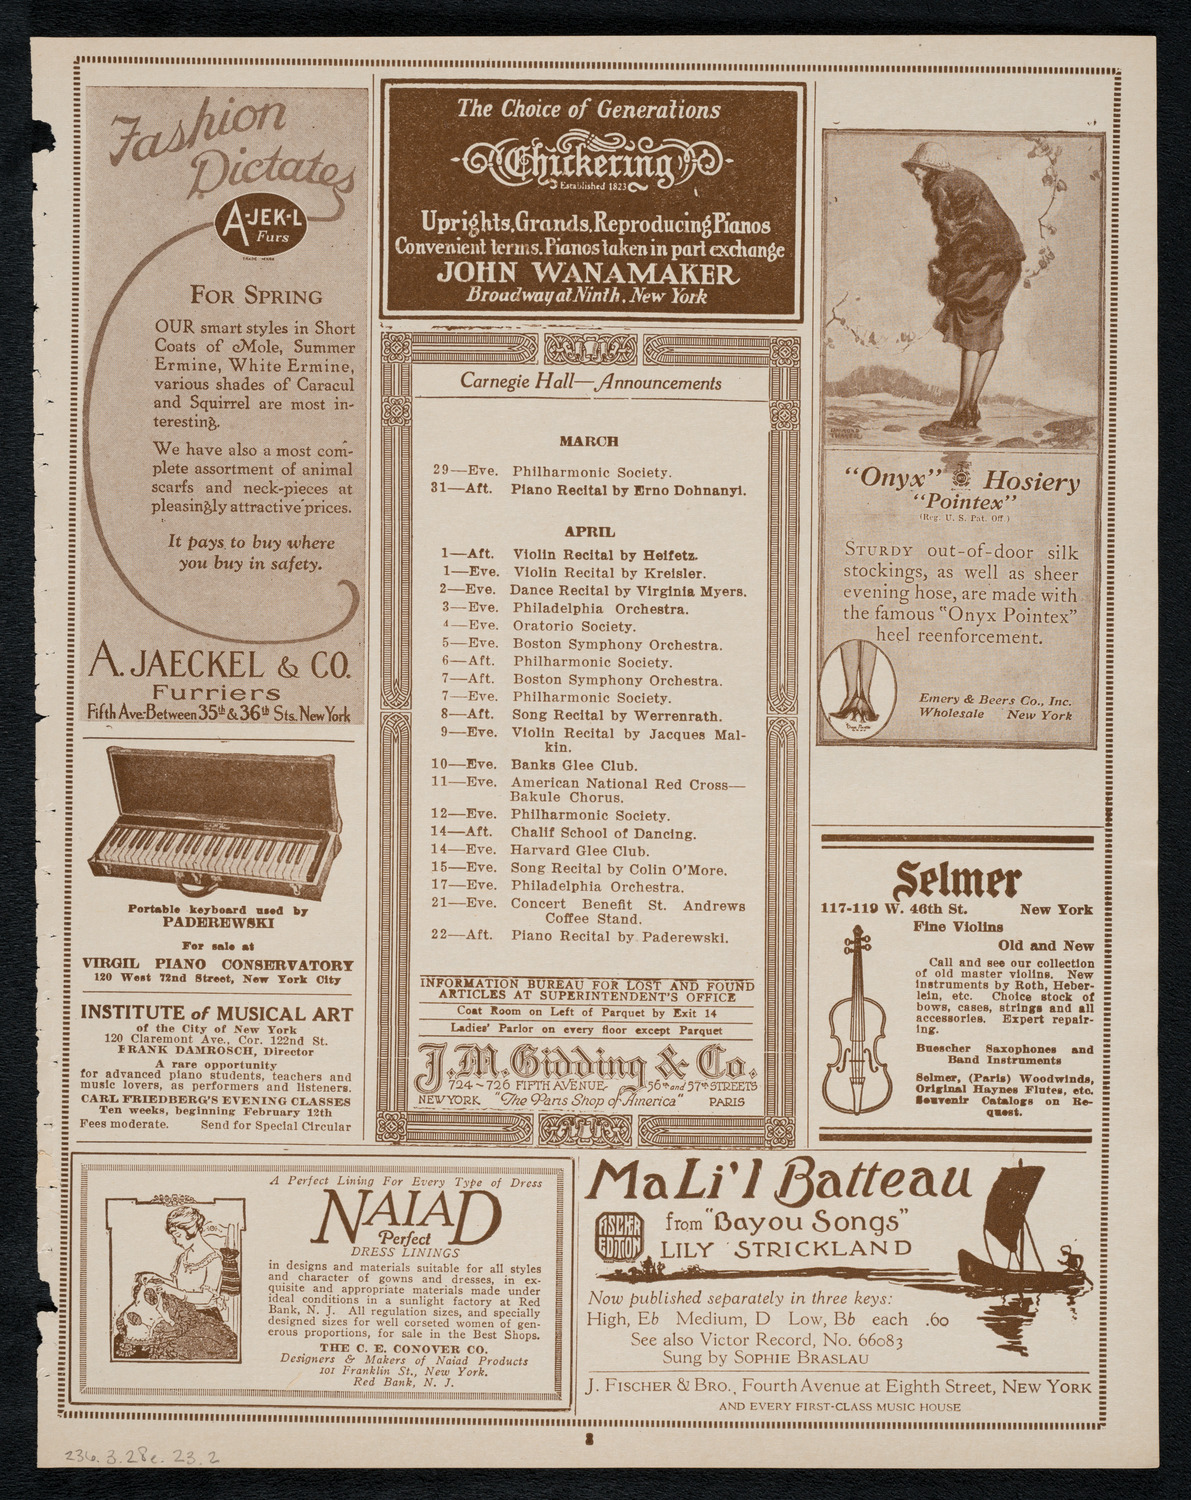 Fashion
Dictates
A-JEK-L
Furs
TRADE MARK
FOR SPRING
OUR smart styles in Short
Coats of Mole, Summer
Ermine, White Ermine,
various shades of Caracul
and Squirrel are most in-
teresting.
We have also a most com-
plete assortment of animal
scarfs and neck-pieces at
pleasingly attractive prices.
It pays to buy where
you buy in safety.
A. JAECKEL & CO.
Furriers
Fifth Ave. Between 35th & 36th Sts. New York
Portable keyboard used by
PADEREWSKI
For sale at
VIRGIL PIANO CONSERVATORY
120 West 72nd Street, New York City
INSTITUTE of MUSICAL ART
of the City of New York
120 Claremont Ave., Cor. 122nd St.
FRANK DAMROSCH, Director
A rare opportunity
for advanced piano students, teachers and
music lovers, as performers and listeners.
CARL FRIEDBERG'S EVENING CLASSES
Ten weeks, beginning February 12th
Fees moderate. Send for Special Circular
The Choice of Generations
Chickering
Established 1823
Uprights, Grands, Reproducing Pianos
Convenient terms. Pianos taken in part exchange
JOHN WANAMAKER
Broadway at Ninth, New York
Carnegie Hall—Announcements
MARCH
29—Eve. Philharmonic Society.
31—Aft. Piano Recital by Erno Dohnanyi.
APRIL
1—Aft. Violin Recital by Heifetz.
1—Eve. Violin Recital by Kreisler.
2—Eve. Dance Recital by Virginia Myers.
3—Eve. Philadelphia Orchestra.
4—Eve. Oratorio Society.
5—Eve. Boston Symphony Orchestra.
6—Aft. Philharmonic Society.
7—Aft. Boston Symphony Orchestra.
7—Eve. Philharmonic Society.
8—Aft. Song Recital by Werrenrath.
9—Eve. Violin Recital by Jacques Mal-
kin.
10—Eve. Banks Glee Club.
11—Eve. American National Red Cross—
Bakule Chorus.
12—Eve. Philharmonic Society.
14—Aft. Chalif School of Dancing.
14—Eve. Harvard Glee Club.
15—Eve. Song Recital by Colin O'More.
17—Eve. Philadelphia Orchestra.
21—Eve. Concert Benefit St. Andrews
Coffee Stand.
22—Aft. Piano Recital by Paderewski.
INFORMATION BUREAU FOR LOST AND FOUND
ARTICLES AT SUPERINTENDENT'S OFFICE
Coat Room on Left of Parquet by Exit 14
Ladies' Parlor on every floor except Parquet
J. M. Gidding & Co.
724~726 FIFTH AVENUE 56th and 57th STREETS
NEW YORK "The Paris Shop of America" PARIS
"Onyx" Hosiery
"Pointex"
(Reg. U. S. Pat. Off.)
STURDY out-of-door silk
stockings, as well as sheer
evening hose, are made with
the famous "Onyx Pointex"
heel reenforcement.
Emery & Beers Co., Inc.
Wholesale New York
Selmer
117-119 W. 46th St. New York
Fine Violins
Old and New
Call and see our collection
of old master violins. New
instruments by Roth, Heber-
lein, etc. Choice stock of
bows, cases, strings and all
accessories. Expert repair-
ing.
Buescher Saxophones and
Band Instruments
Selmer, (Paris) Woodwinds,
Original Haynes Flutes, etc.
Souvenir Catalogs on Re-
quest.
A Perfect Lining For Every Type of Dress
NAIAD
Perfect
DRESS LININGS
in designs and materials suitable for all styles
and character of gowns and dresses, in ex-
quisite and appropriate materials made under
ideal conditions in a sunlight factory at Red
Bank, N. J. All regulation sizes, and specially
designed sizes for well corseted women of gen-
erous proportions, for sale in the Best Shops.
THE C. E. CONOVER CO.
Designers & Makers of Naiad Products
101 Franklin St., New York.
Red Bank, N. J.
Ma Li'l Batteau
from "Bayou Songs"
FISCHER
EDITION
LILY STRICKLAND
Now published separately in three keys:
High, Eb Medium, D Low, Bb each .60
See also Victor Record, No. 66083
Sung by SOPHIE BRASLAU
J. FISCHER & BRO., Fourth Avenue at Eighth Street, NEW YORK
AND EVERY FIRST-CLASS MUSIC HOUSE
236.3.28e.23.2